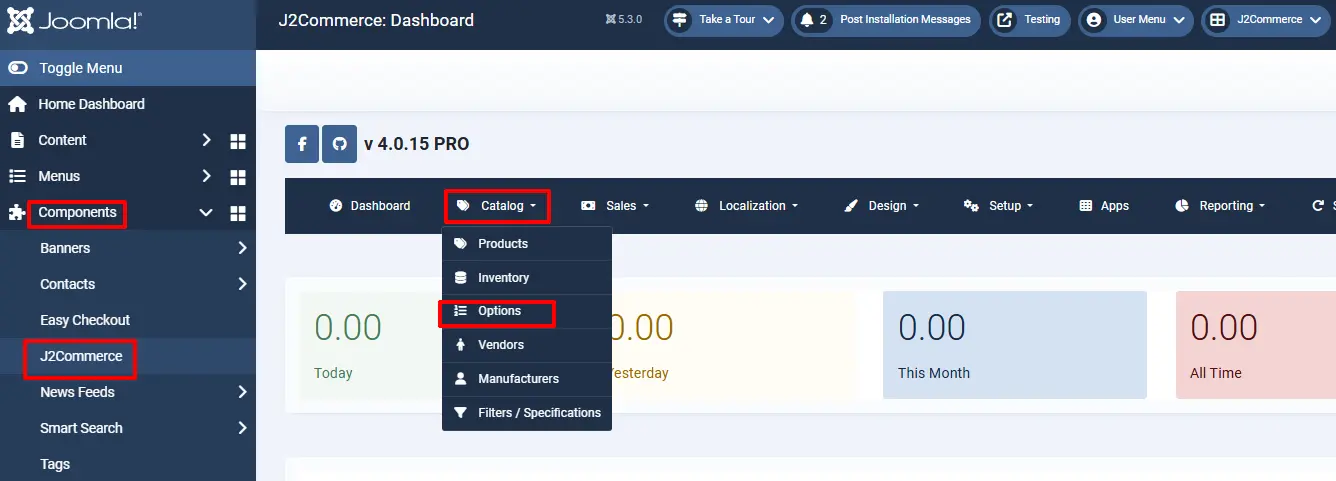 Joomla!
J2Commerce: Dashboard
5.3.0
Take a Tour
2 Post Installation Messages
Testing
User Menu
J2Commerce
Toggle Menu
Home Dashboard
Content
Menus
Components
Banners
Contacts
Easy Checkout
J2Commerce
News Feeds
Smart Search
Tags
v 4.0.15 PRO
Dashboard
Catalog
Sales
Localization
Design
Setup
Apps
Reporting
S
Products
Inventory
Options
Vendors
Manufacturers
Filters / Specifications
0.00
Today
0.00
Yesterday
0.00
This Month
0.00
All Time